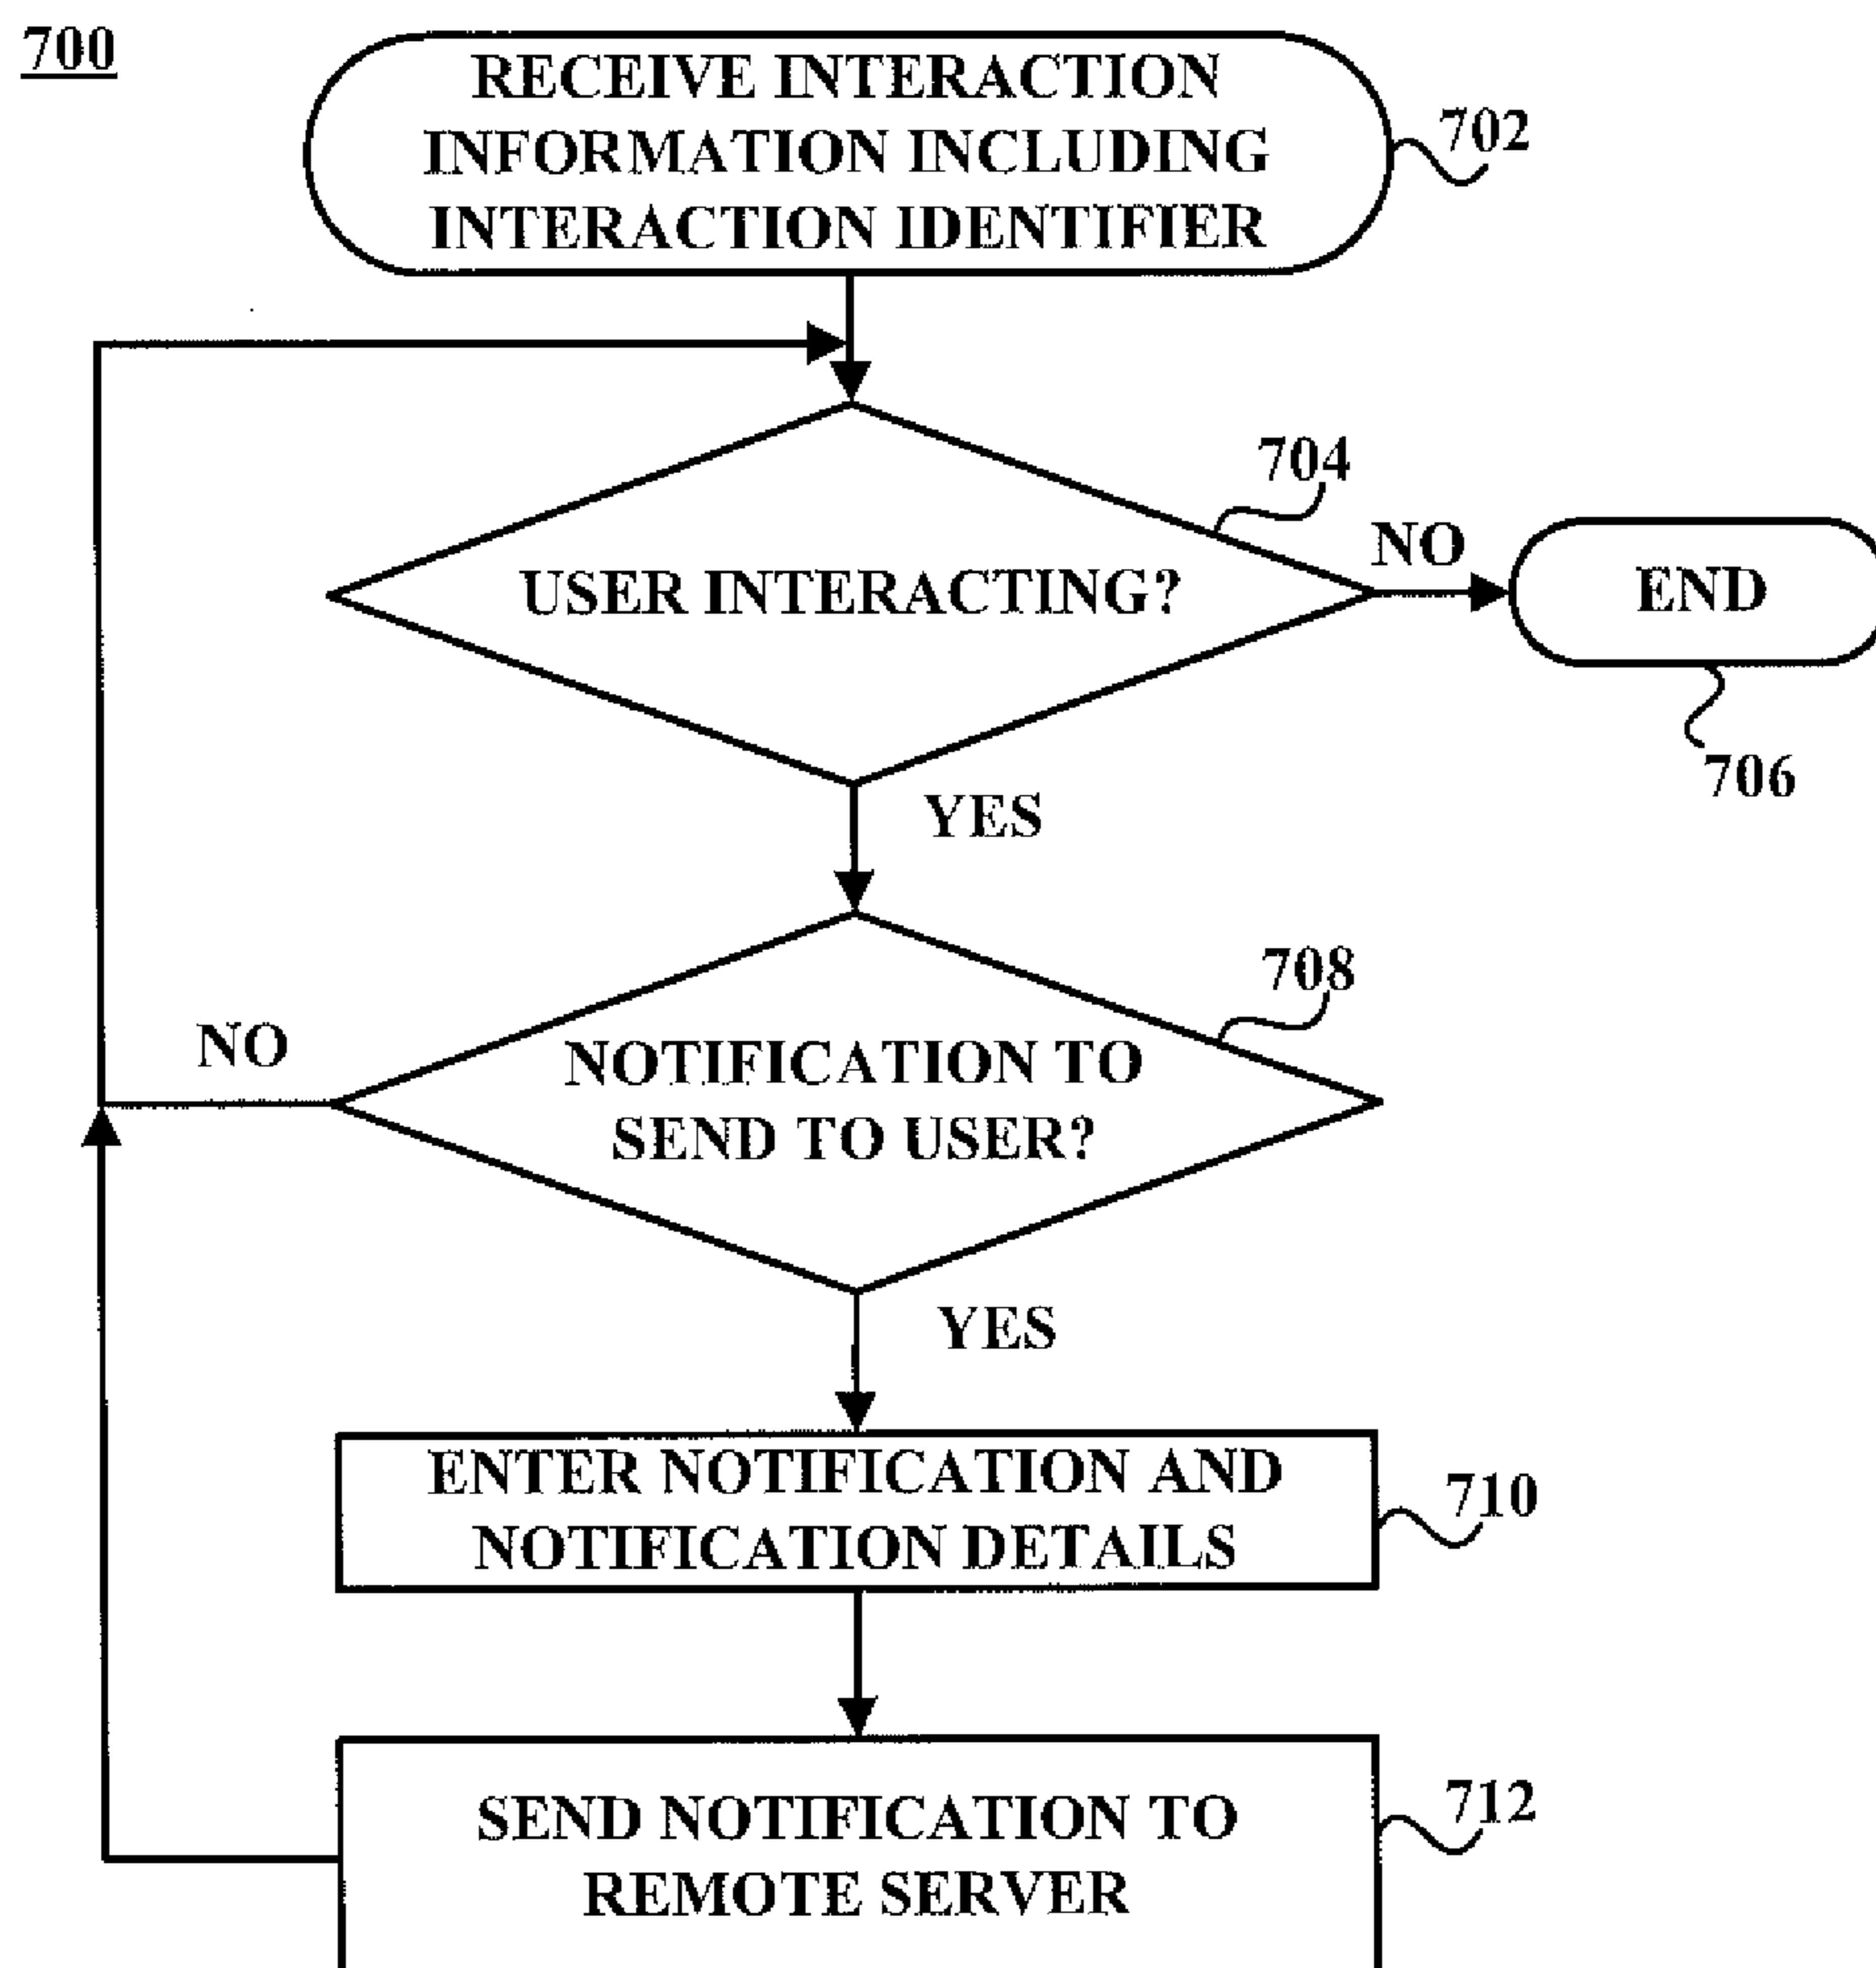 700
RECEIVE INTERACTION
INFORMATION INCLUDING
INTERACTION IDENTIFIER
702
704
NO
USER INTERACTING?
END
706
YES
708
NO
NOTIFICATION TO
SEND TO USER?
YES
ENTER NOTIFICATION AND
NOTIFICATION DETAILS
710
SEND NOTIFICATION TO
REMOTE SERVER
712